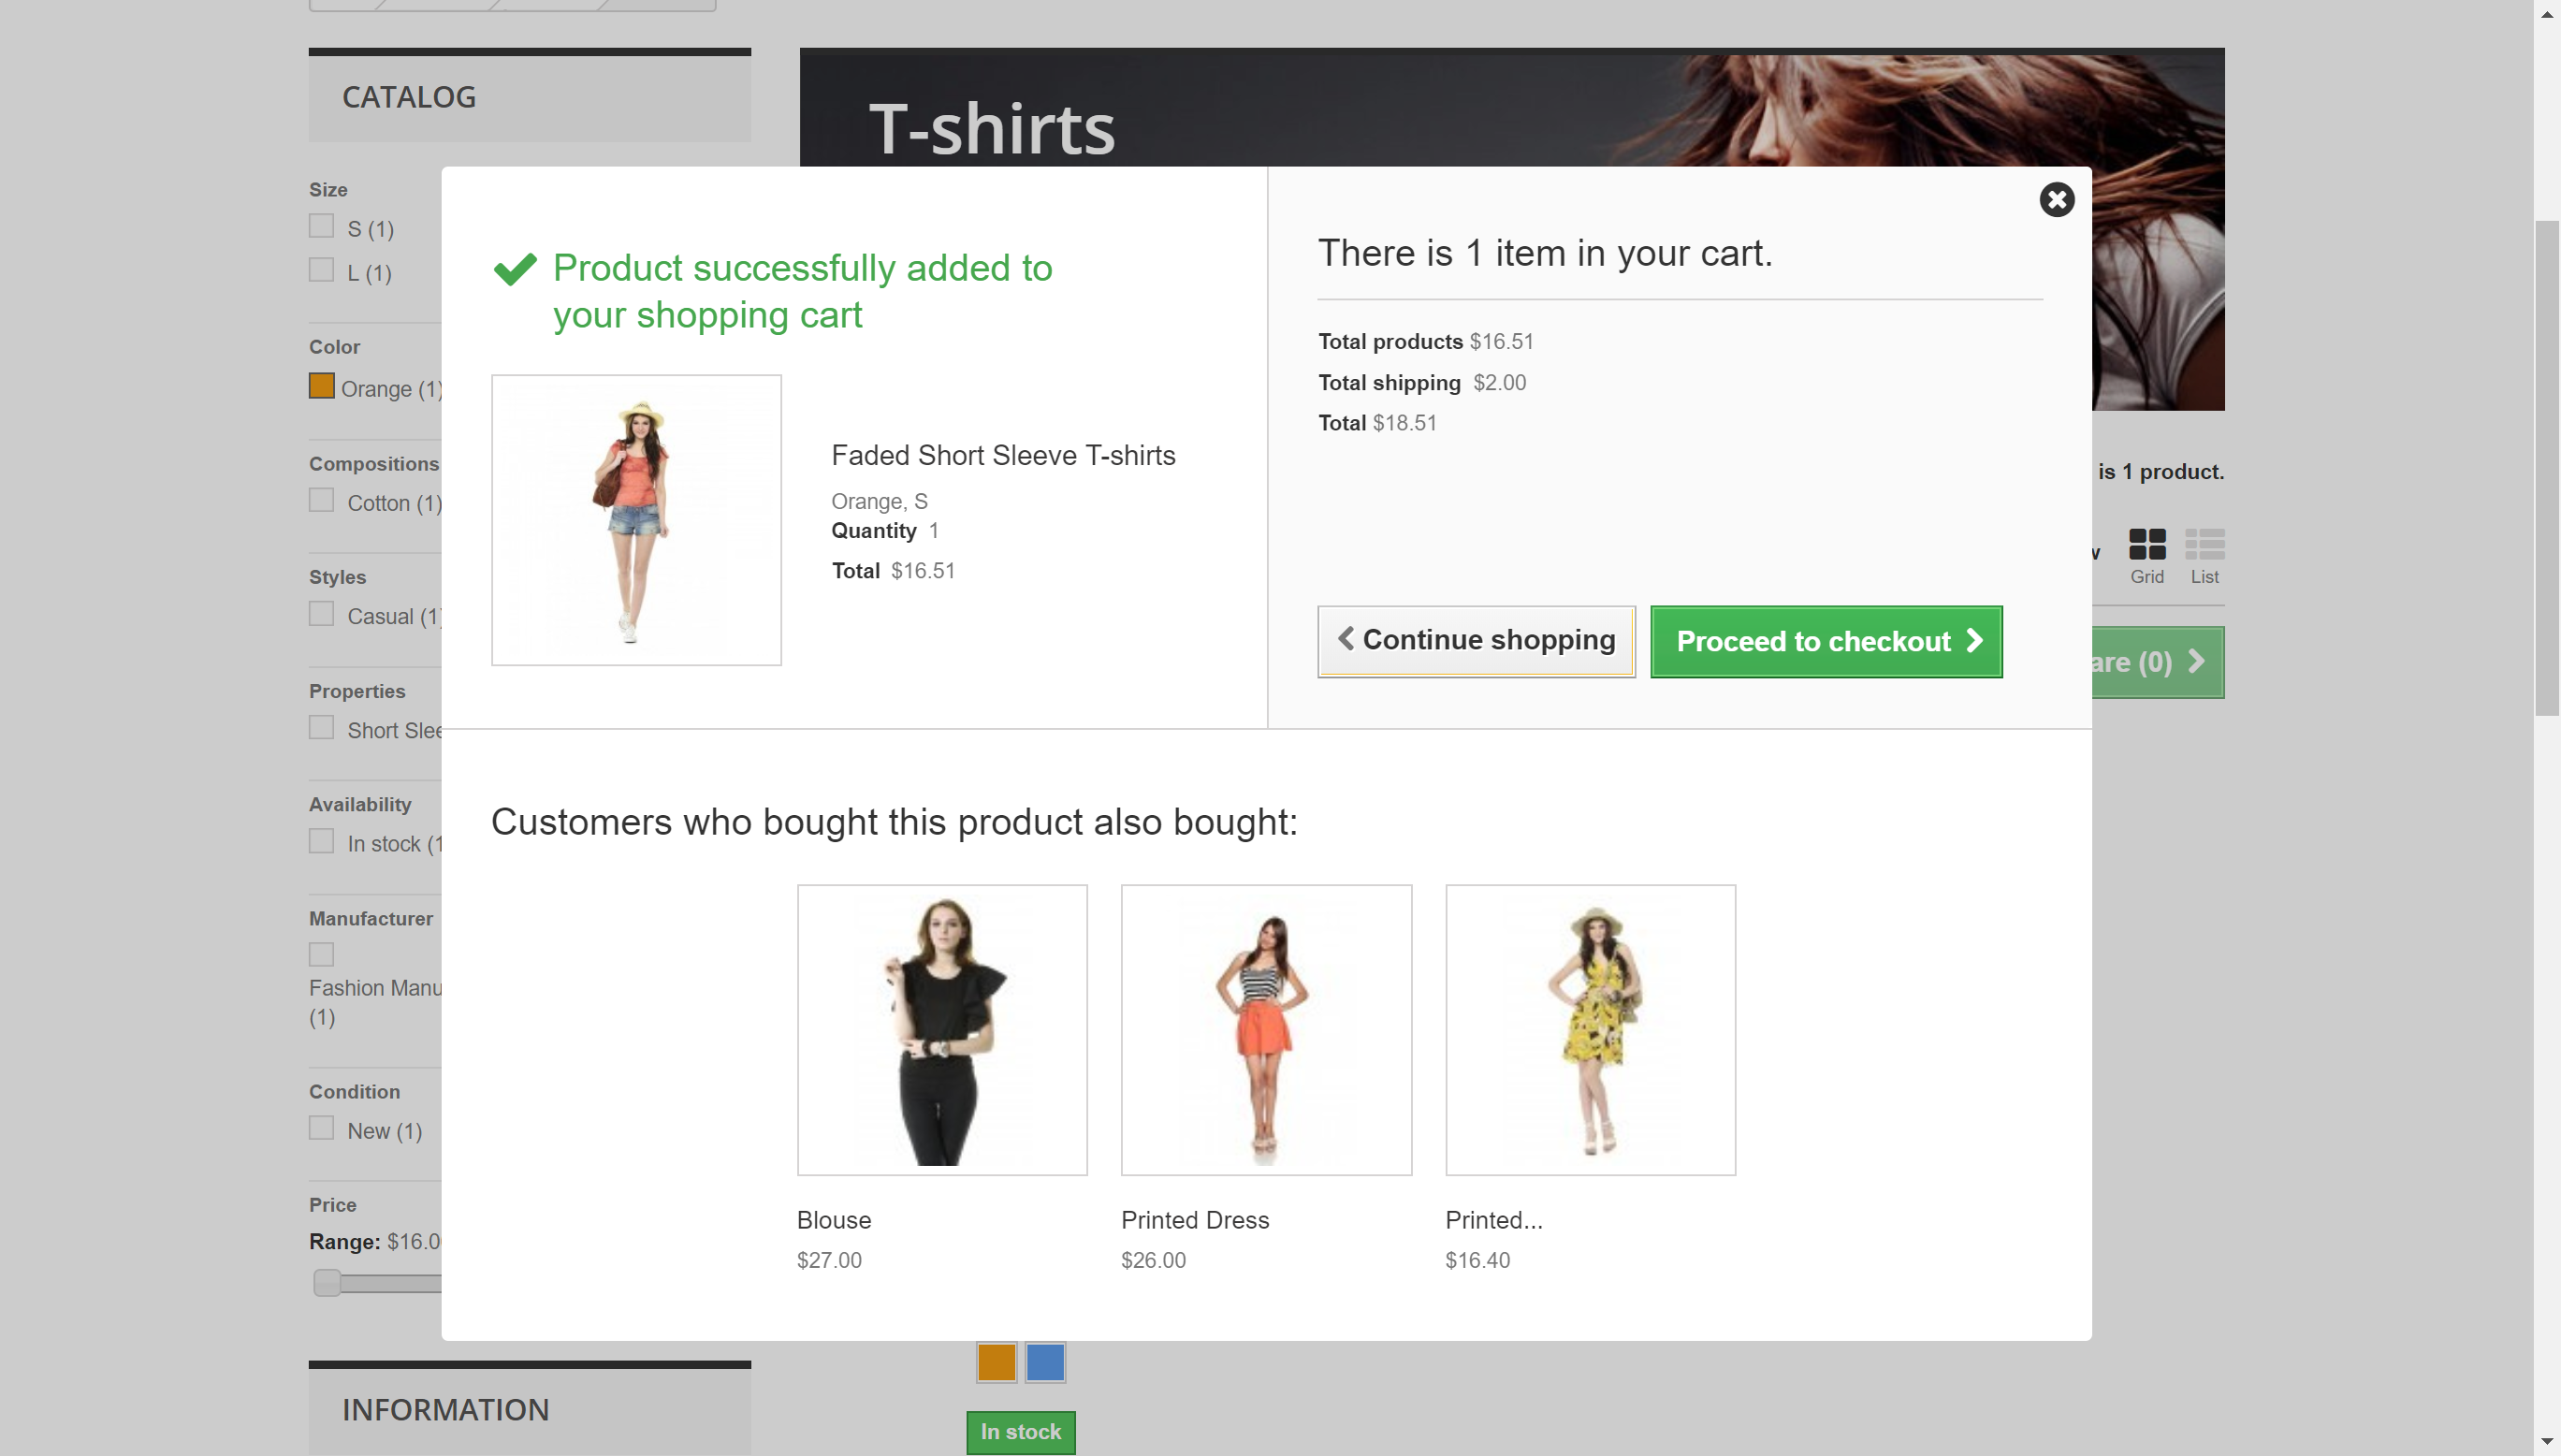 CATALOG
T-shirts
Size
S (1)
L (1)
Color
Orange (1)
Compositions
Cotton (1)
Styles
Casual (1)
Properties
Short
Availability
In stock
Manufacturer
Fashion
(1)
Condition
New (1)
Price
Range: $16.0
INFORMATION
Product successfully added to
your shopping cart
Faded Short Sleeve T-shirts
Orange, S
Quantity 1
Total $16.51
There is 1 item in your cart.
Total products $16.51
Total shipping $2.00
Total $18.51
Continue shopping
Proceed to checkout
is 1 product.
Grid
List
(0)
Customers who bought this product also bought:
Blouse
$27.00
Printed Dress
$26.00
Printed...
$16.40
In stock